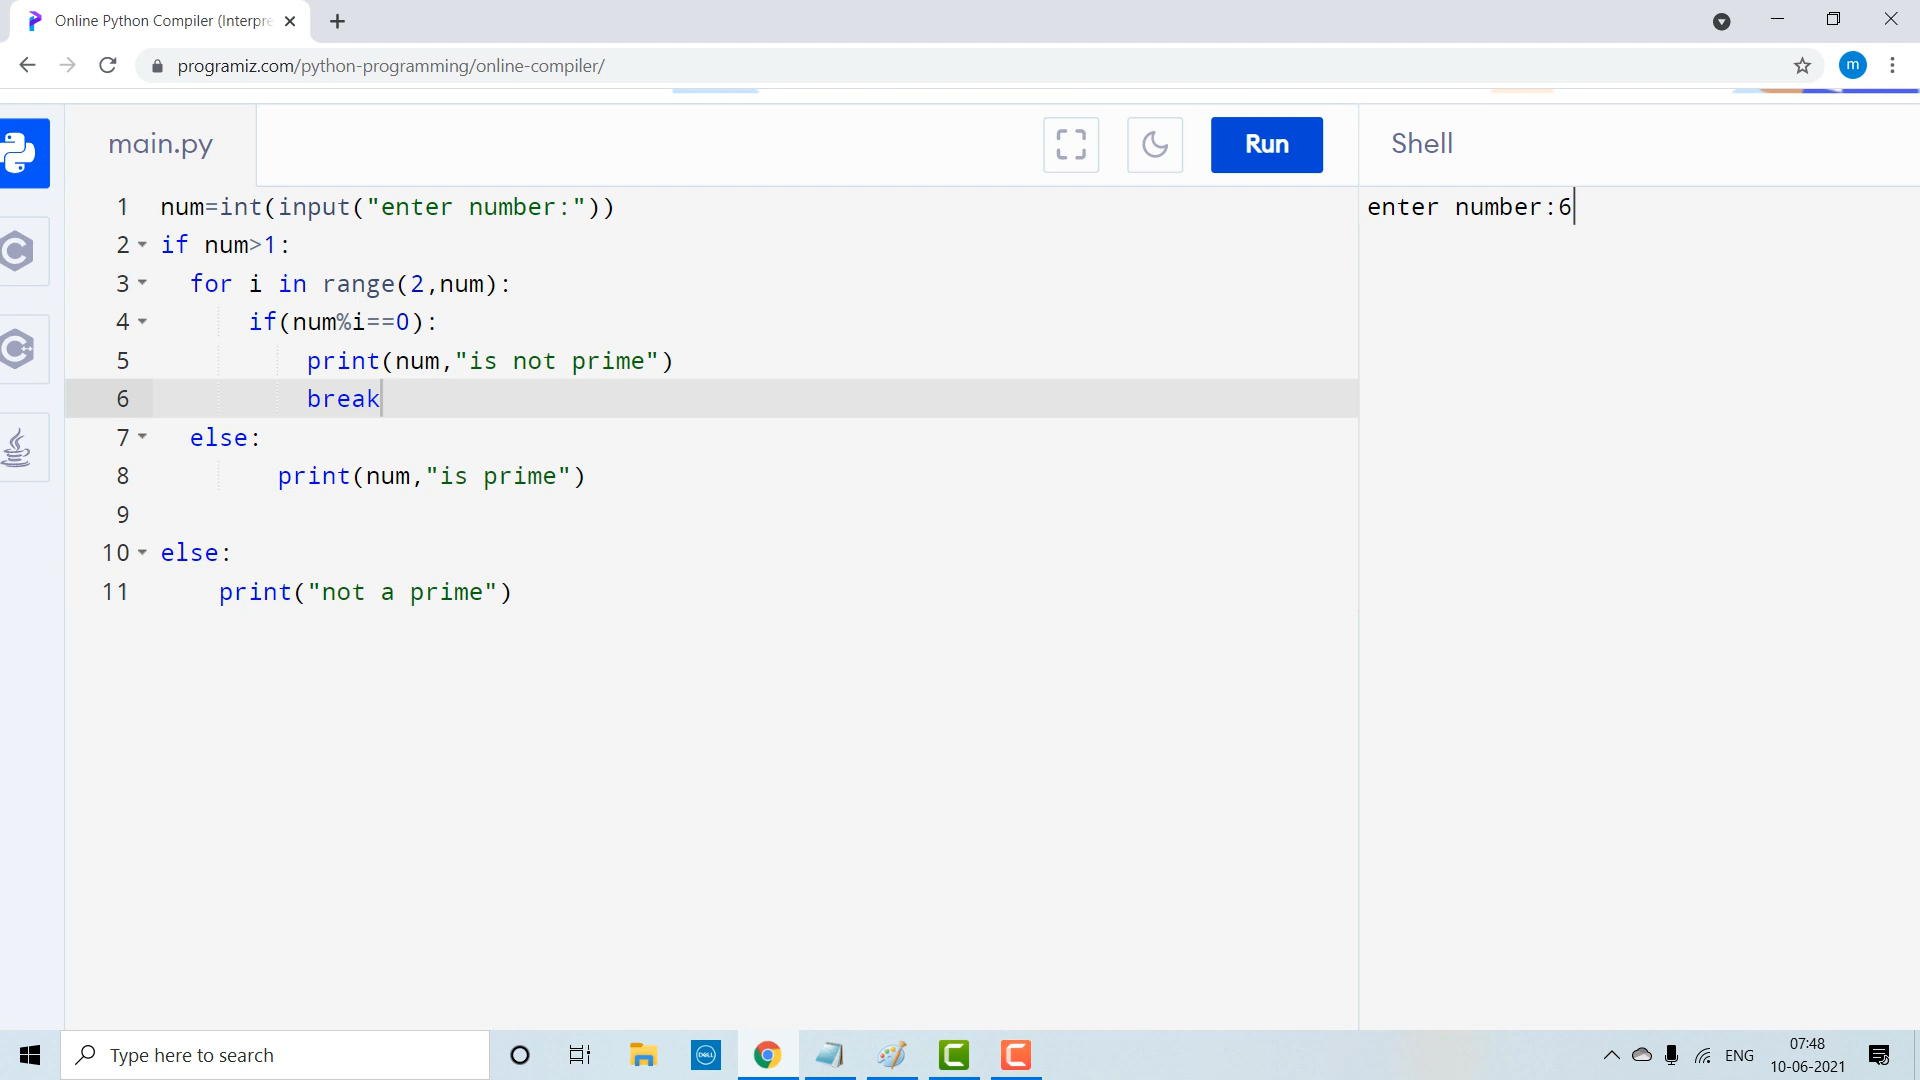 Online Python Compiler (Interpre
programiz.com/python-programming/online-compiler/
m
main.py
Run
Shell
1 num=int(input("enter number:"))
2 if num>1:
3 for i in range(2,num):
4 if(num%i==0):
5 print(num,"is not prime")
6 break
7 else:
8 print(num,"is prime")
9
10 else:
11 print("not a prime")
enter number:6
Type here to search
DELL
ENG
07:48
10-06-2021